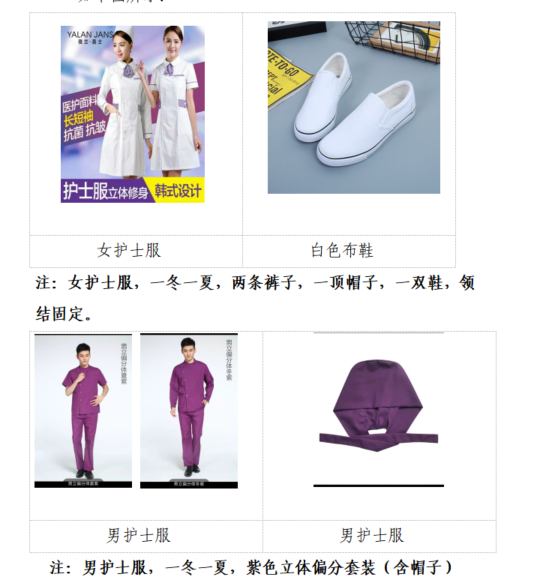 YALAN JANS
医护面料
长短袖
抗菌 抗皱
护士服立体修身 韩式设计
女护士服
白色布鞋
注：女护士服，一冬一夏，两条裤子，一顶帽子，一双鞋，领
结固定。
男护士服
男护士服
注：男护士服，一冬一夏，紫色立体偏分套装（含帽子）